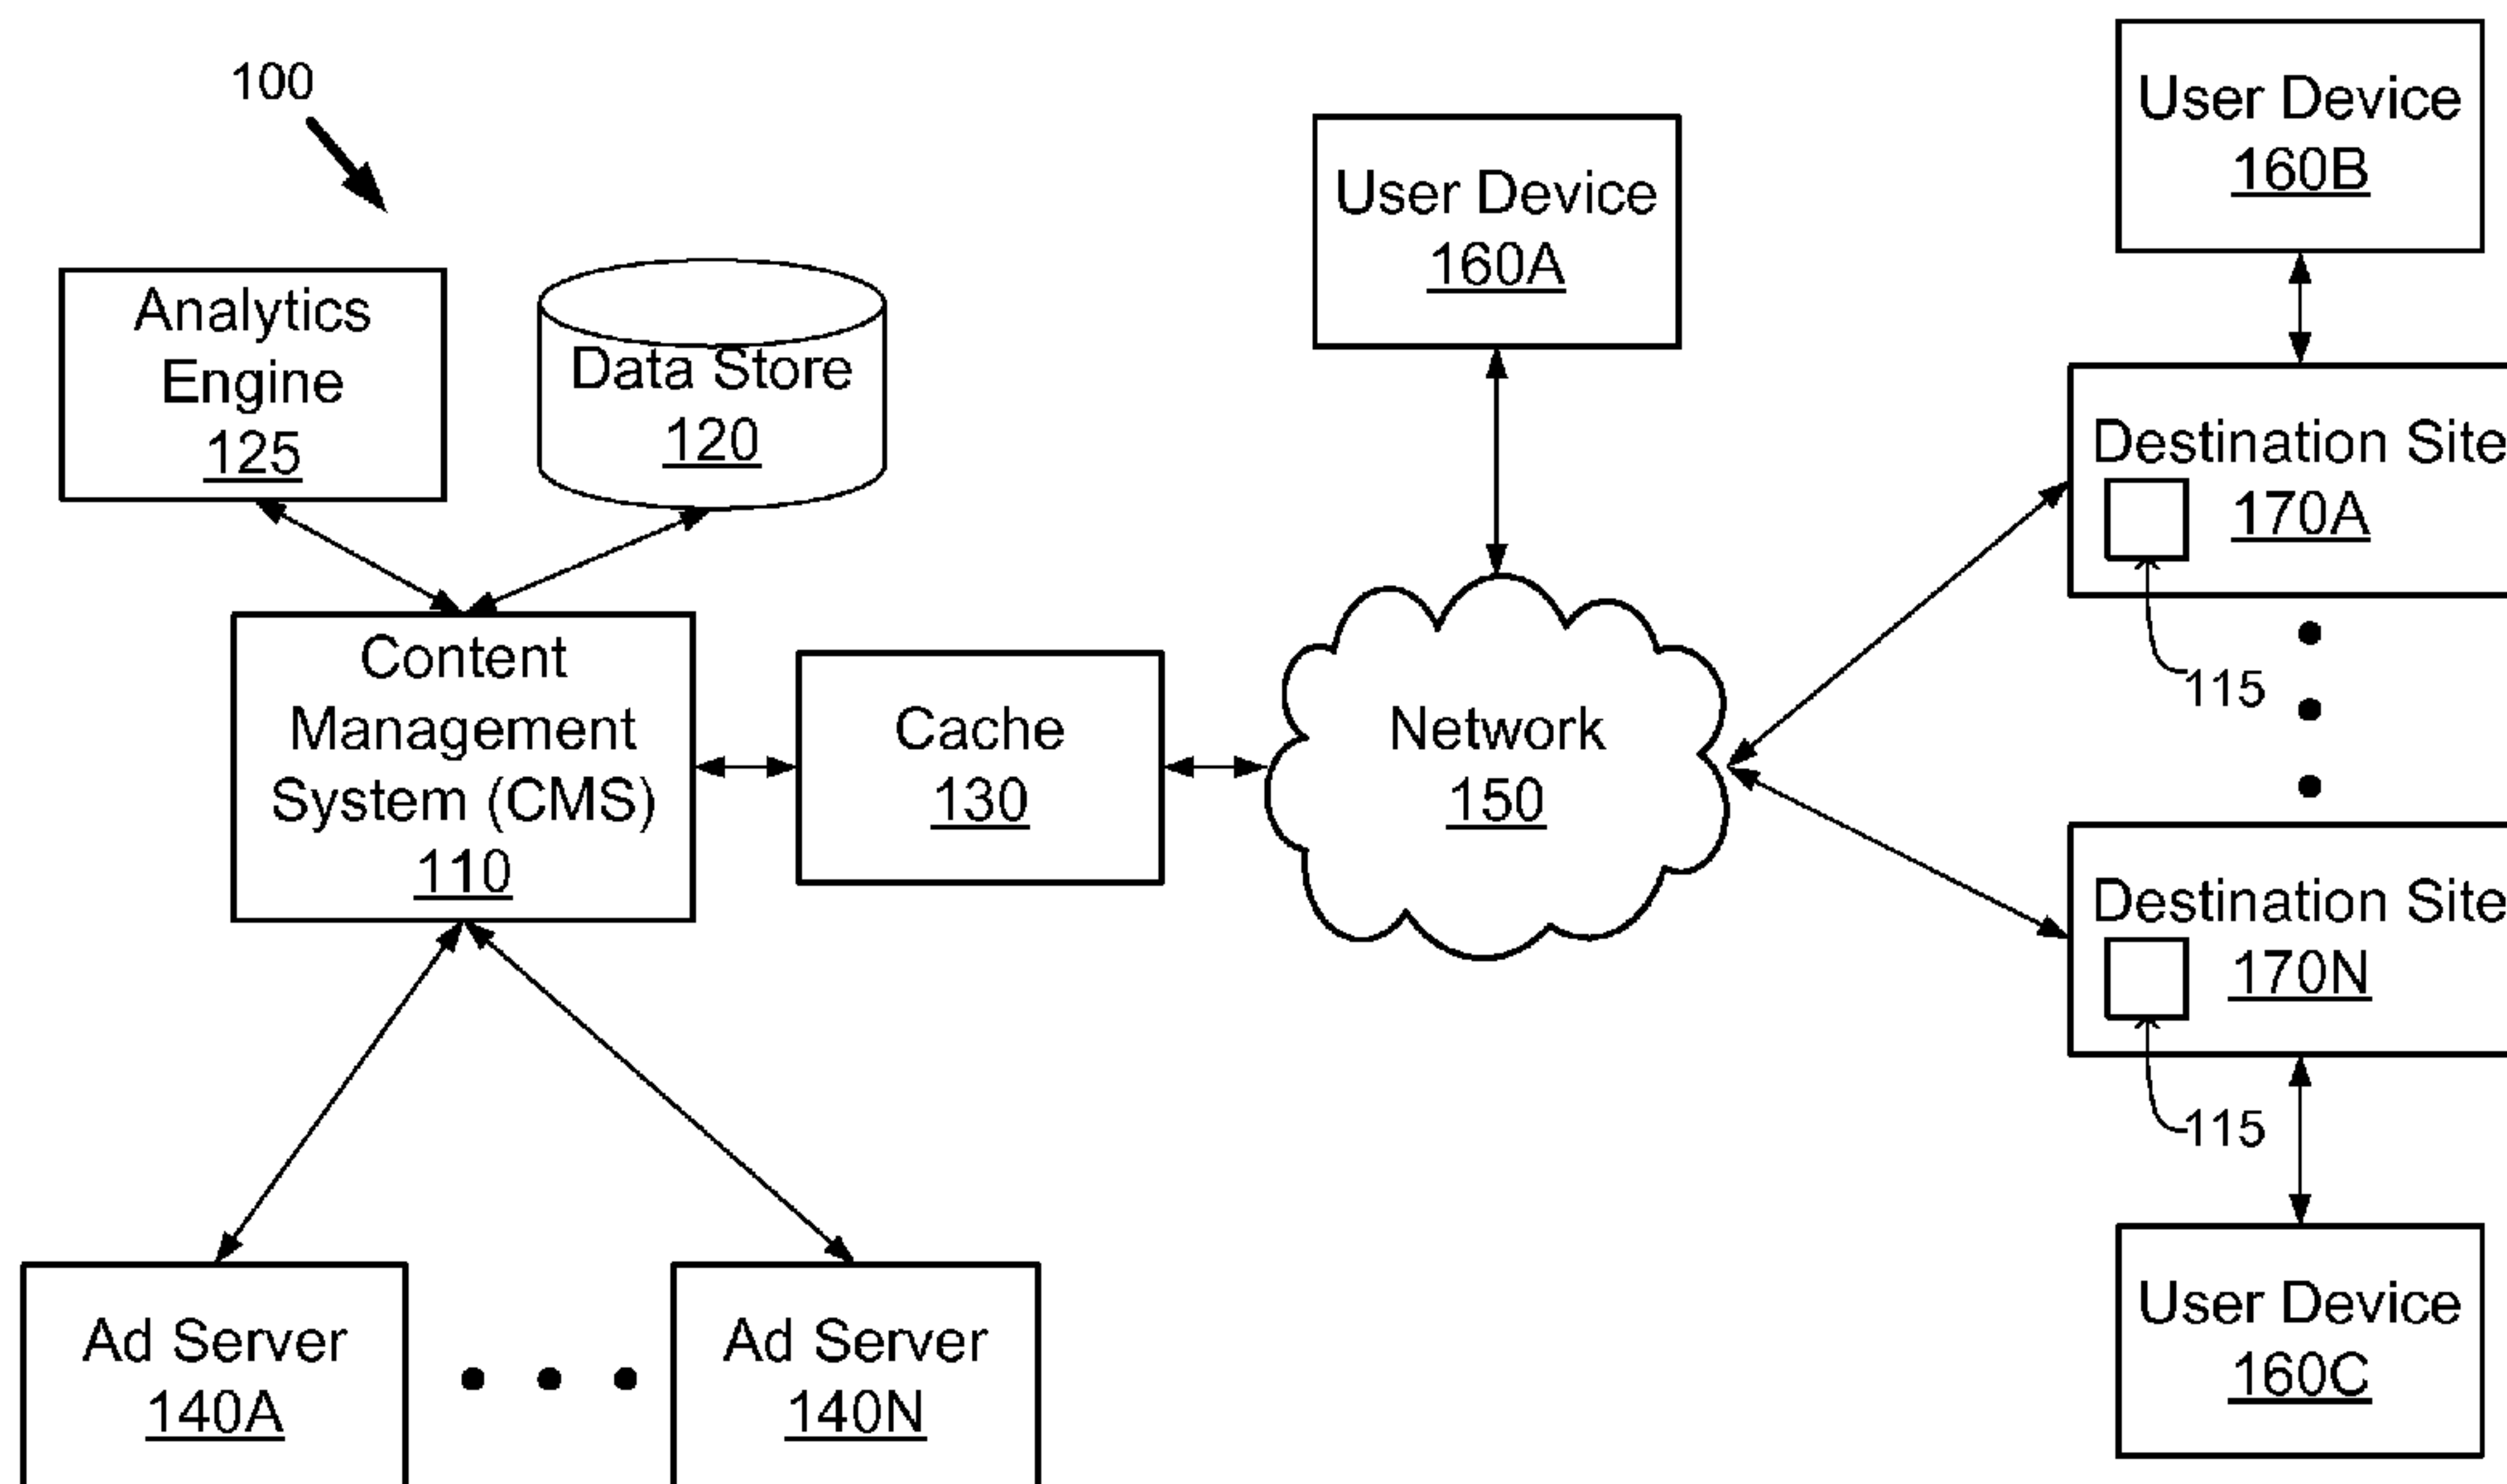 100
Analytics
Engine
125
Data Store
120
User Device
160A
User Device
160B
Destination Site
170A
115
Content
Management
System (CMS)
110
Cache
130
Network
150
Destination Site
170N
115
Ad Server
140A
Ad Server
140N
User Device
160C